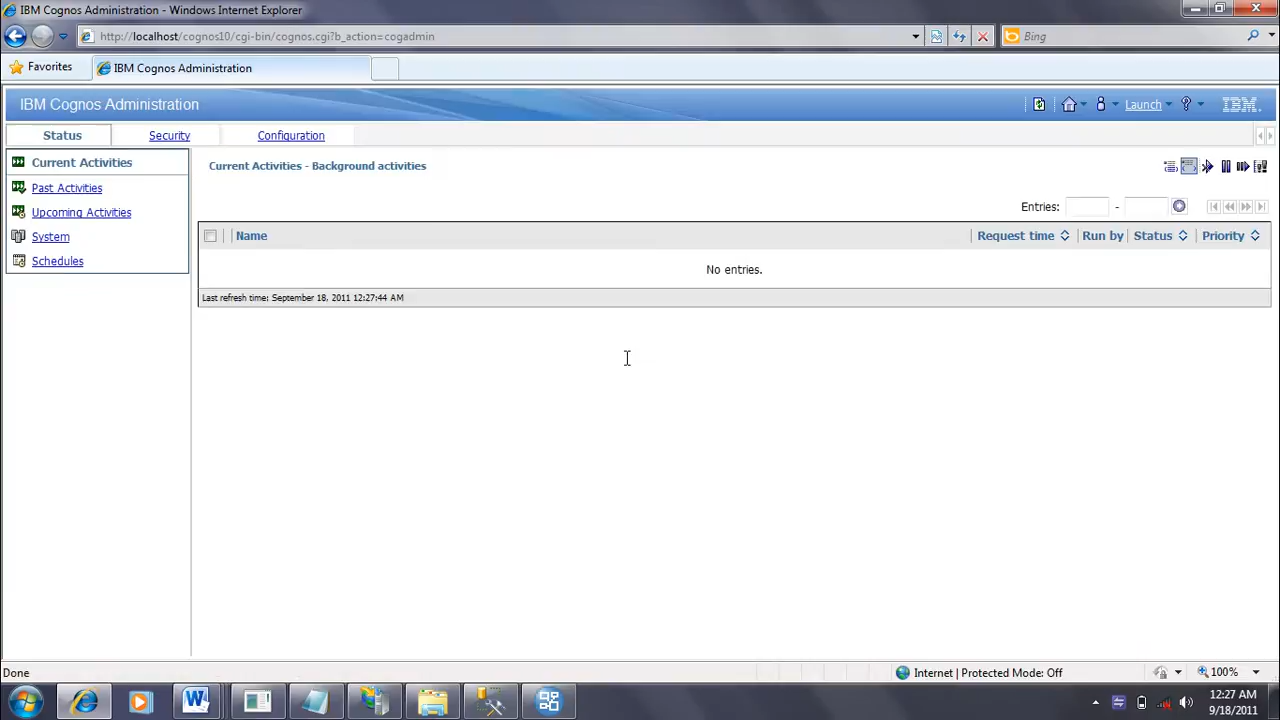 IBM Cognos Administration - Windows Internet Explorer
http://localhost/cognos10/cgi-bin/cognos.cgi?b_action=cogadmin
Bing
Favorites
IBM Cognos Administration
IBM Cognos Administration
Launch
?
IBM.
Status
Security
Configuration
Current Activities
Past Activities
Upcoming Activities
System
Schedules
Current Activities - Background activities
Entries:
-
Name
Request time
Run by
Status
Priority
No entries.
Last refresh time: September 18, 2011 12:27:44 AM
Done
Internet | Protected Mode: Off
100%
12:27 AM
9/18/2011